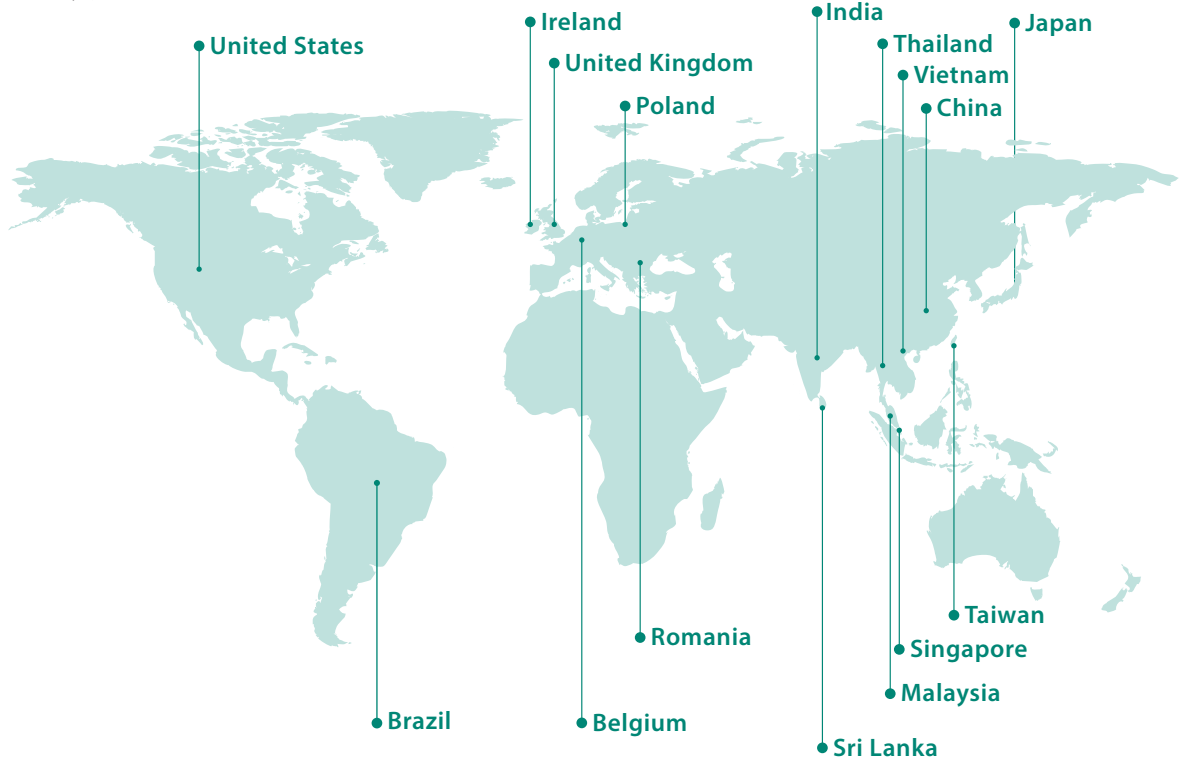 India
Ireland
Japan
United States
Thailand
United Kingdom
Vietnam
Poland
China
Taiwan
Romania
Singapore
Malaysia
Brazil
Belgium
Sri Lanka